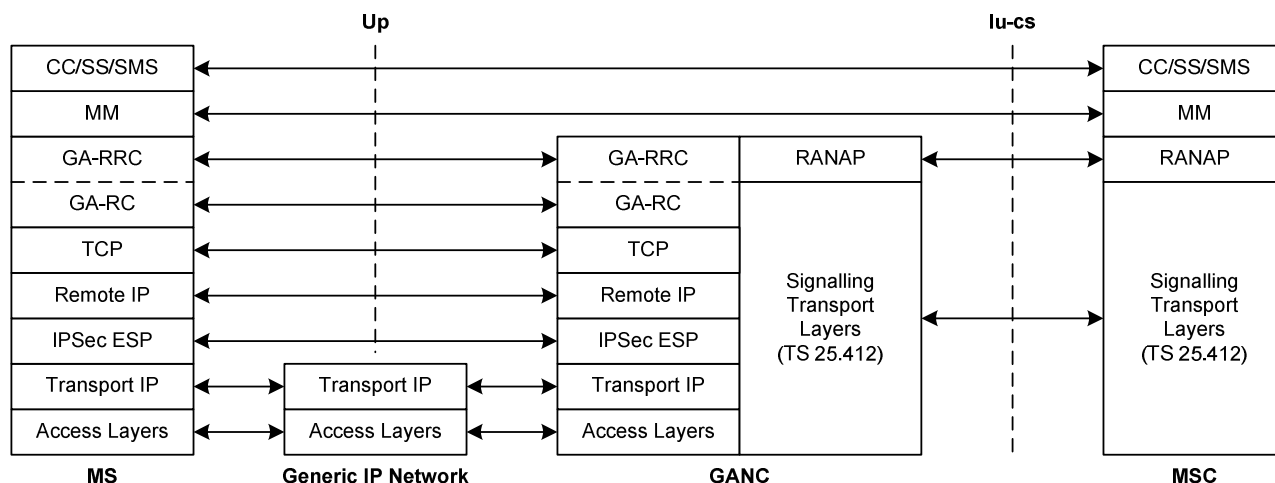 Up
Iu-cs
CC/SS/SMS
CC/SS/SMS
MM
MM
GA-RRC
GA-RRC
RANAP
RANAP
GA-RC
GA-RC
TCP
TCP
Remote IP
Remote IP
IPSec ESP
IPSec ESP
Signalling
Transport
Layers
(TS 25.412)
Signalling
Transport
Layers
(TS 25.412)
Transport IP
Transport IP
Transport IP
Access Layers
Access Layers
Access Layers
MS
Generic IP Network
GANC
MSC